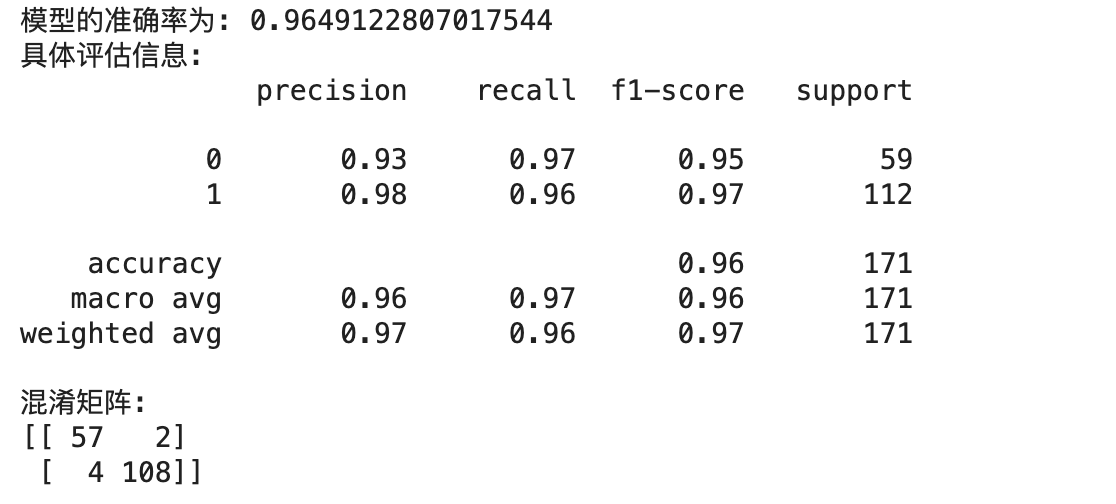 模型的准确率为: 0.9649122807017544
具体评估信息:
              precision    recall  f1-score   support

           0       0.93      0.97      0.95        59
           1       0.98      0.96      0.97       112

    accuracy                           0.96       171
   macro avg       0.96      0.97      0.96       171
weighted avg       0.97      0.96      0.97       171

混淆矩阵:
[[ 57   2]
 [  4 108]]